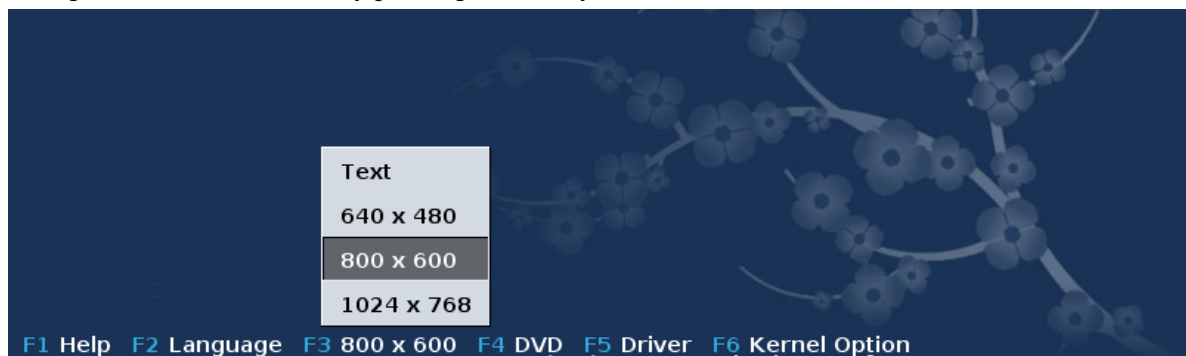 Text
640 x 480
800 x 600
1024 x 768
F1 Help F2 Language F3 800 x 600 F4 DVD F5 Driver F6 Kernel Option